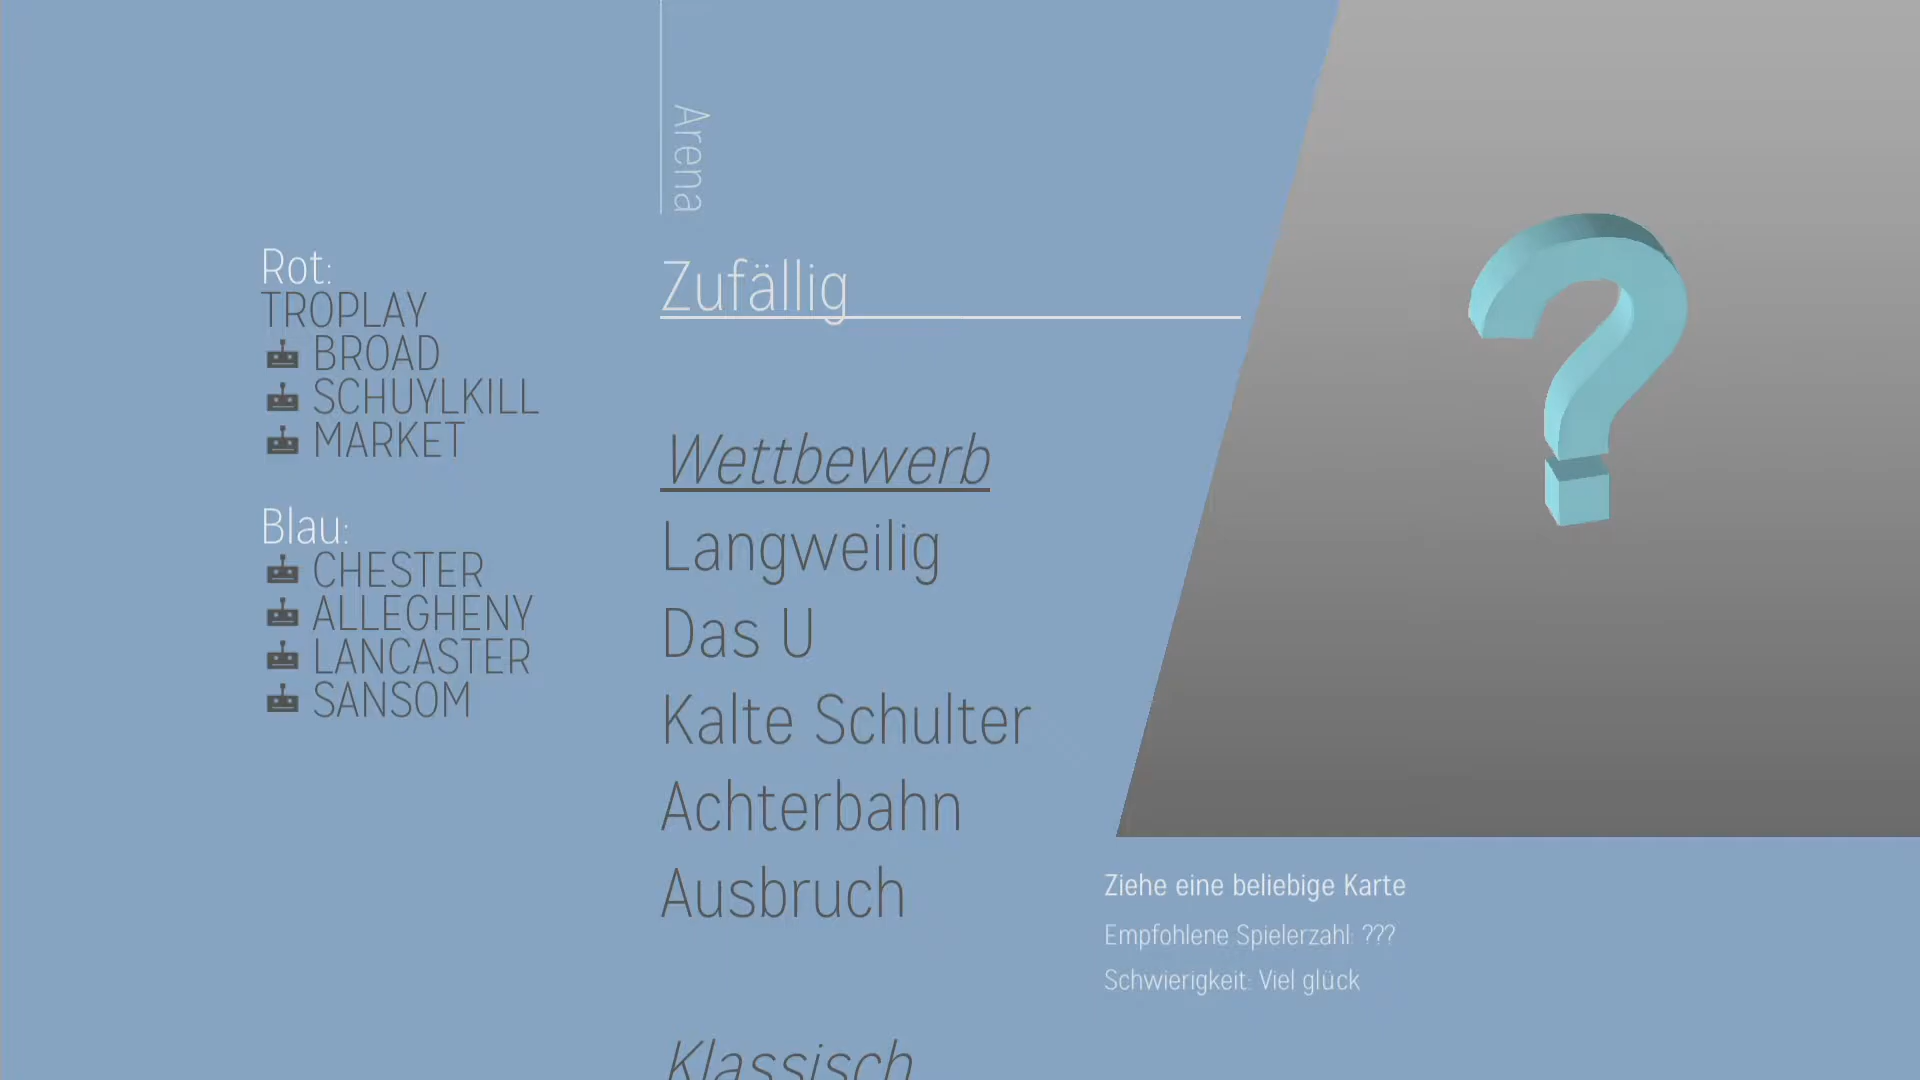 Arena
Rot:
TROPLAY
BROAD
SCHUYLKILL
MARKET
Blau:
CHESTER
ALLEGHENY
LANCASTER
SANSOM
Zufällig
Wettbewerb
Langweilig
Das U
Kalte Schulter
Achterbahn
Ausbruch
Klassisch
?
Ziehe eine beliebige Karte
Empfohlene Spielerzahl: ???
Schwierigkeit: Viel glück